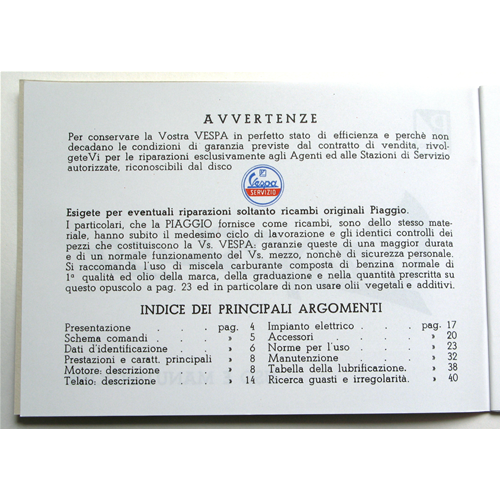 AVVERTENZE
Per conservare la Vostra VESPA in perfetto stato di efficienza e perchè non
decadano le condizioni di garanzia previste dal contratto di vendita, rivol-
geteVi per le riparazioni esclusivamente agli Agenti ed alle Stazioni di Servizio
autorizzate, riconoscibili dal disco
Vespa
SERVIZIO
Esigete per eventuali riparazioni soltanto ricambi originali Piaggio.
I particolari, che la PIAGGIO fornisce come ricambi, sono dello stesso mate-
riale, hanno subito il medesimo ciclo di lavorazione e gli identici controlli dei
pezzi che costituiscono la Vs. VESPA: garanzie queste di una maggior durata
e di un normale funzionamento del Vs. mezzo, nonchè di sicurezza personale.
Si raccomanda l'uso di miscela carburante composta di benzina normale di
1ª qualità ed olio della marca, della graduazione e nella quantità prescritta su
questo opuscolo a pag. 23 ed in particolare di non usare olii vegetali e additivi.
INDICE DEI PRINCIPALI ARGOMENTI
Presentazione . . . pag. 4
Schema comandi . . . » 5
Dati d'identificazione . . » 6
Prestazioni e caratt. principali » 8
Motore: descrizione . . » 8
Telaio: descrizione . . » 14
Impianto elettrico . . . pag. 17
Accessori . . . . » 20
Norme per l'uso . . . » 23
Manutenzione . . . » 32
Tabella della lubrificazione. » 38
Ricerca guasti e irregolarità. » 40